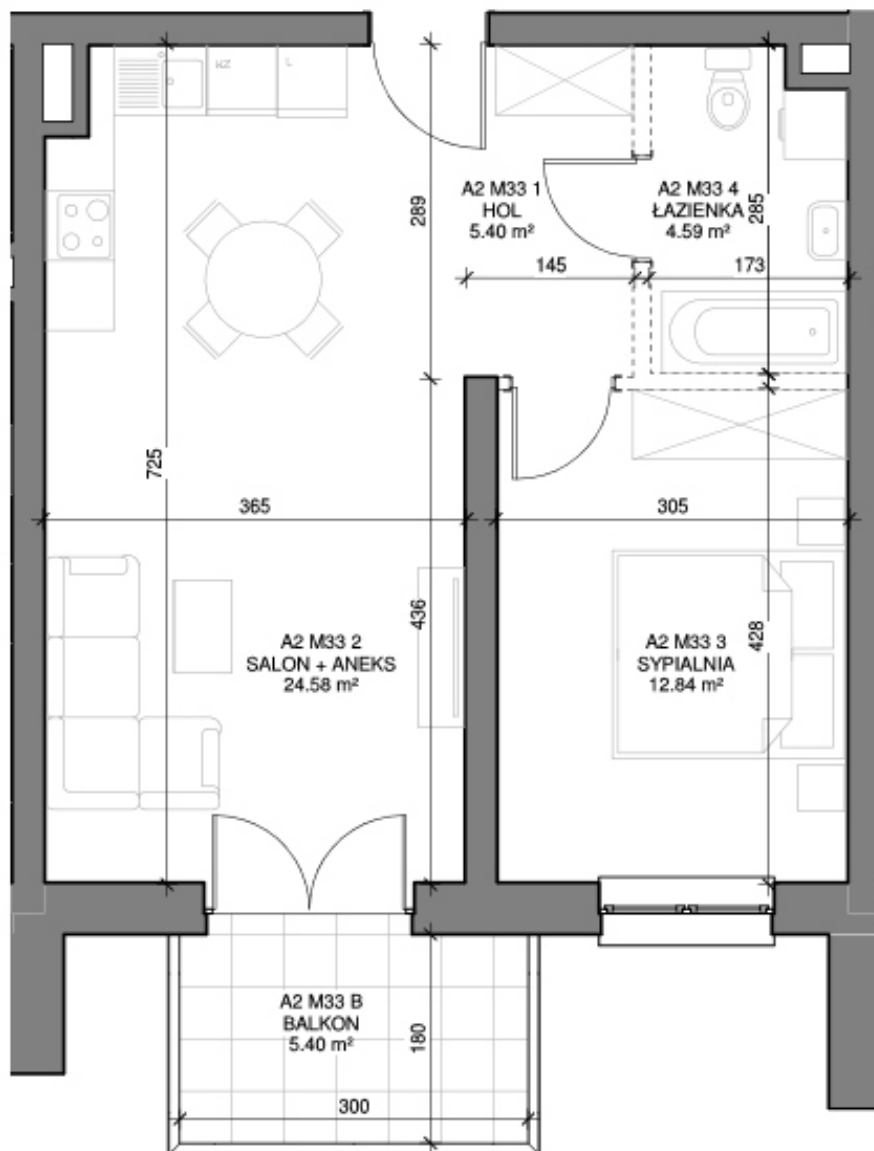 WZ
L
A2 M33 1
HOL
5.40 m²
A2 M33 4
ŁAZIENKA
4.59 m²
289
285
145
173
725
365
305
436
428
A2 M33 2
SALON + ANEKS
24.58 m²
A2 M33 3
SYPIALNIA
12.84 m²
A2 M33 B
BALKON
5.40 m²
180
300